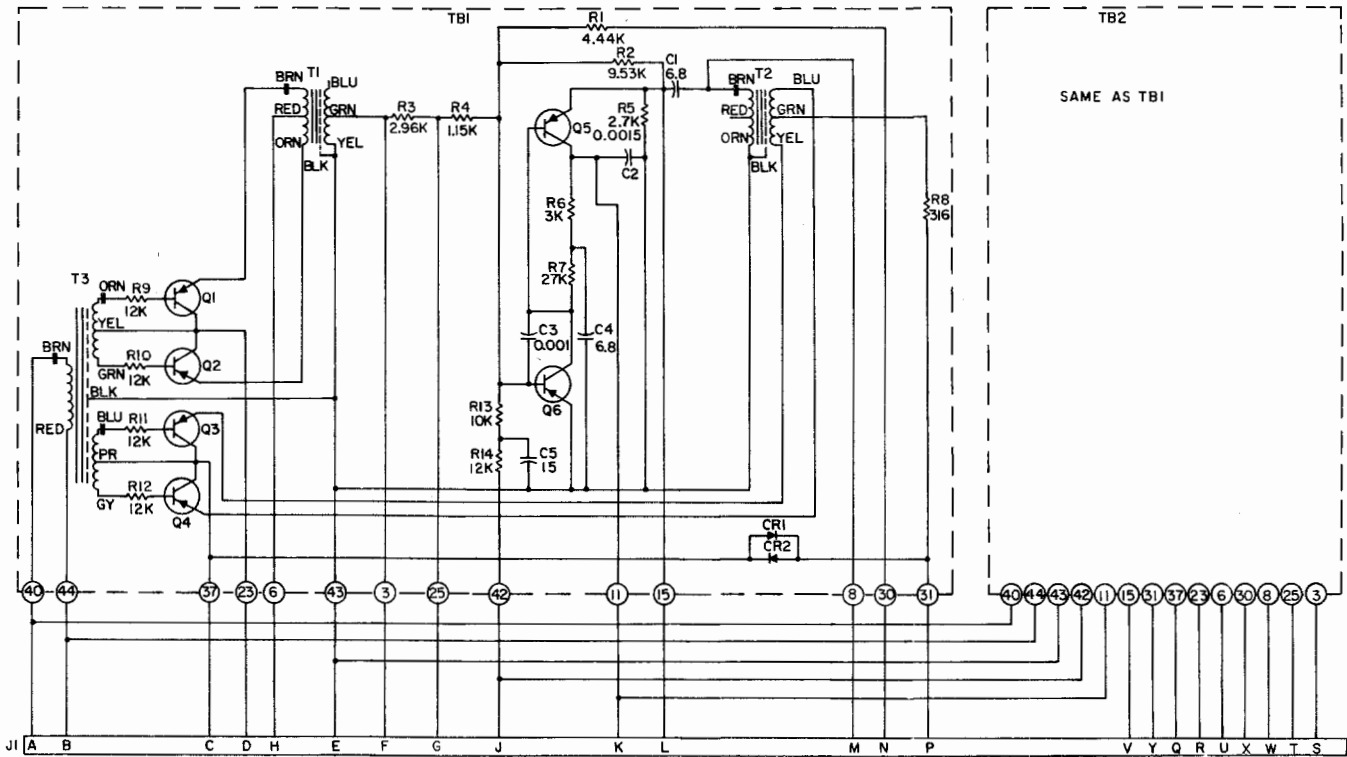 TB1
R1
4.44K
R2
9.53K
C1
6.8
BRN
T1
BLU
RED
GRN
ORN
YEL
BLK
R3
2.96K
R4
1.15K
Q5
R5
2.7K
0.0015
C2
BRN
T2
BLU
RED
GRN
ORN
YEL
BLK
R6
3K
R7
27K
R8
316
T3
ORN
R9
12K
Q1
YEL
BRN
R10
12K
GRN
Q2
BLK
C3
0.001
C4
6.8
Q6
RED
BLU
R11
12K
Q3
PR
R12
12K
GY
Q4
R13
10K
R14
12K
C5
15
CR1
CR2
40 44 37 23 6 43 3 25 42 11 15 8 30 31
TB2
SAME AS TB1
40 44 43 42 11 15 31 37 23 6 30 8 25 3
J1 A B C D H E F G J K L M N P V Y Q R U X W T S